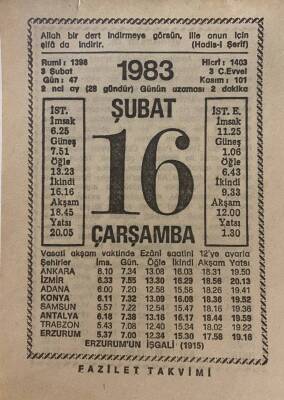 Allah bir dert indirmeye görsün, ille onun için
şifâ da indirir. (Hadîs-i Şerîf)
Rumî : 1398
3 Şubat
Gün : 47
1983
Hicrî : 1403
3 C.Evvel
Kasım : 101
2 nci ay (28 gündür) Günün uzaması: 2 dakika
ŞUBAT
İST.
İmsak
6.25
Güneş
7.51
Öğle
13.23
İkindi
16.16
Akşam
18.45
Yatsı
20.05
16
İST. E.
İmsak
11.25
Güneş
1.06
Öğle
6.43
İkindi
9.33
Akşam
12.00
Yatsı
1.30
ÇARŞAMBA
Vasatî akşam vaktinde Ezânî saatini 12'ye ayarla
Şehirler İms. Gün. Öğle İkindi Akşam Yatsı
ANKARA 6.10 7.34 13.08 16.03 18.31 19.50
İZMİR 6.33 7.55 13.30 16.29 18.56 20.13
ADANA 6.00 7.20 12.58 15.58 18.26 19.41
KONYA 6.11 7.32 13.09 16.08 18.36 19.52
SAMSUN 5.57 7.22 12.54 15.47 18.16 19.36
ANTALYA 6.18 7.38 13.16 16.17 18.44 19.59
TRABZON 5.43 7.08 12.40 15.34 18.02 19.22
ERZURUM 5.37 7.00 12.34 15.30 17.58 19.16
ERZURUM'UN İŞGALİ (1915)
FAZİLET TAKVİMİ